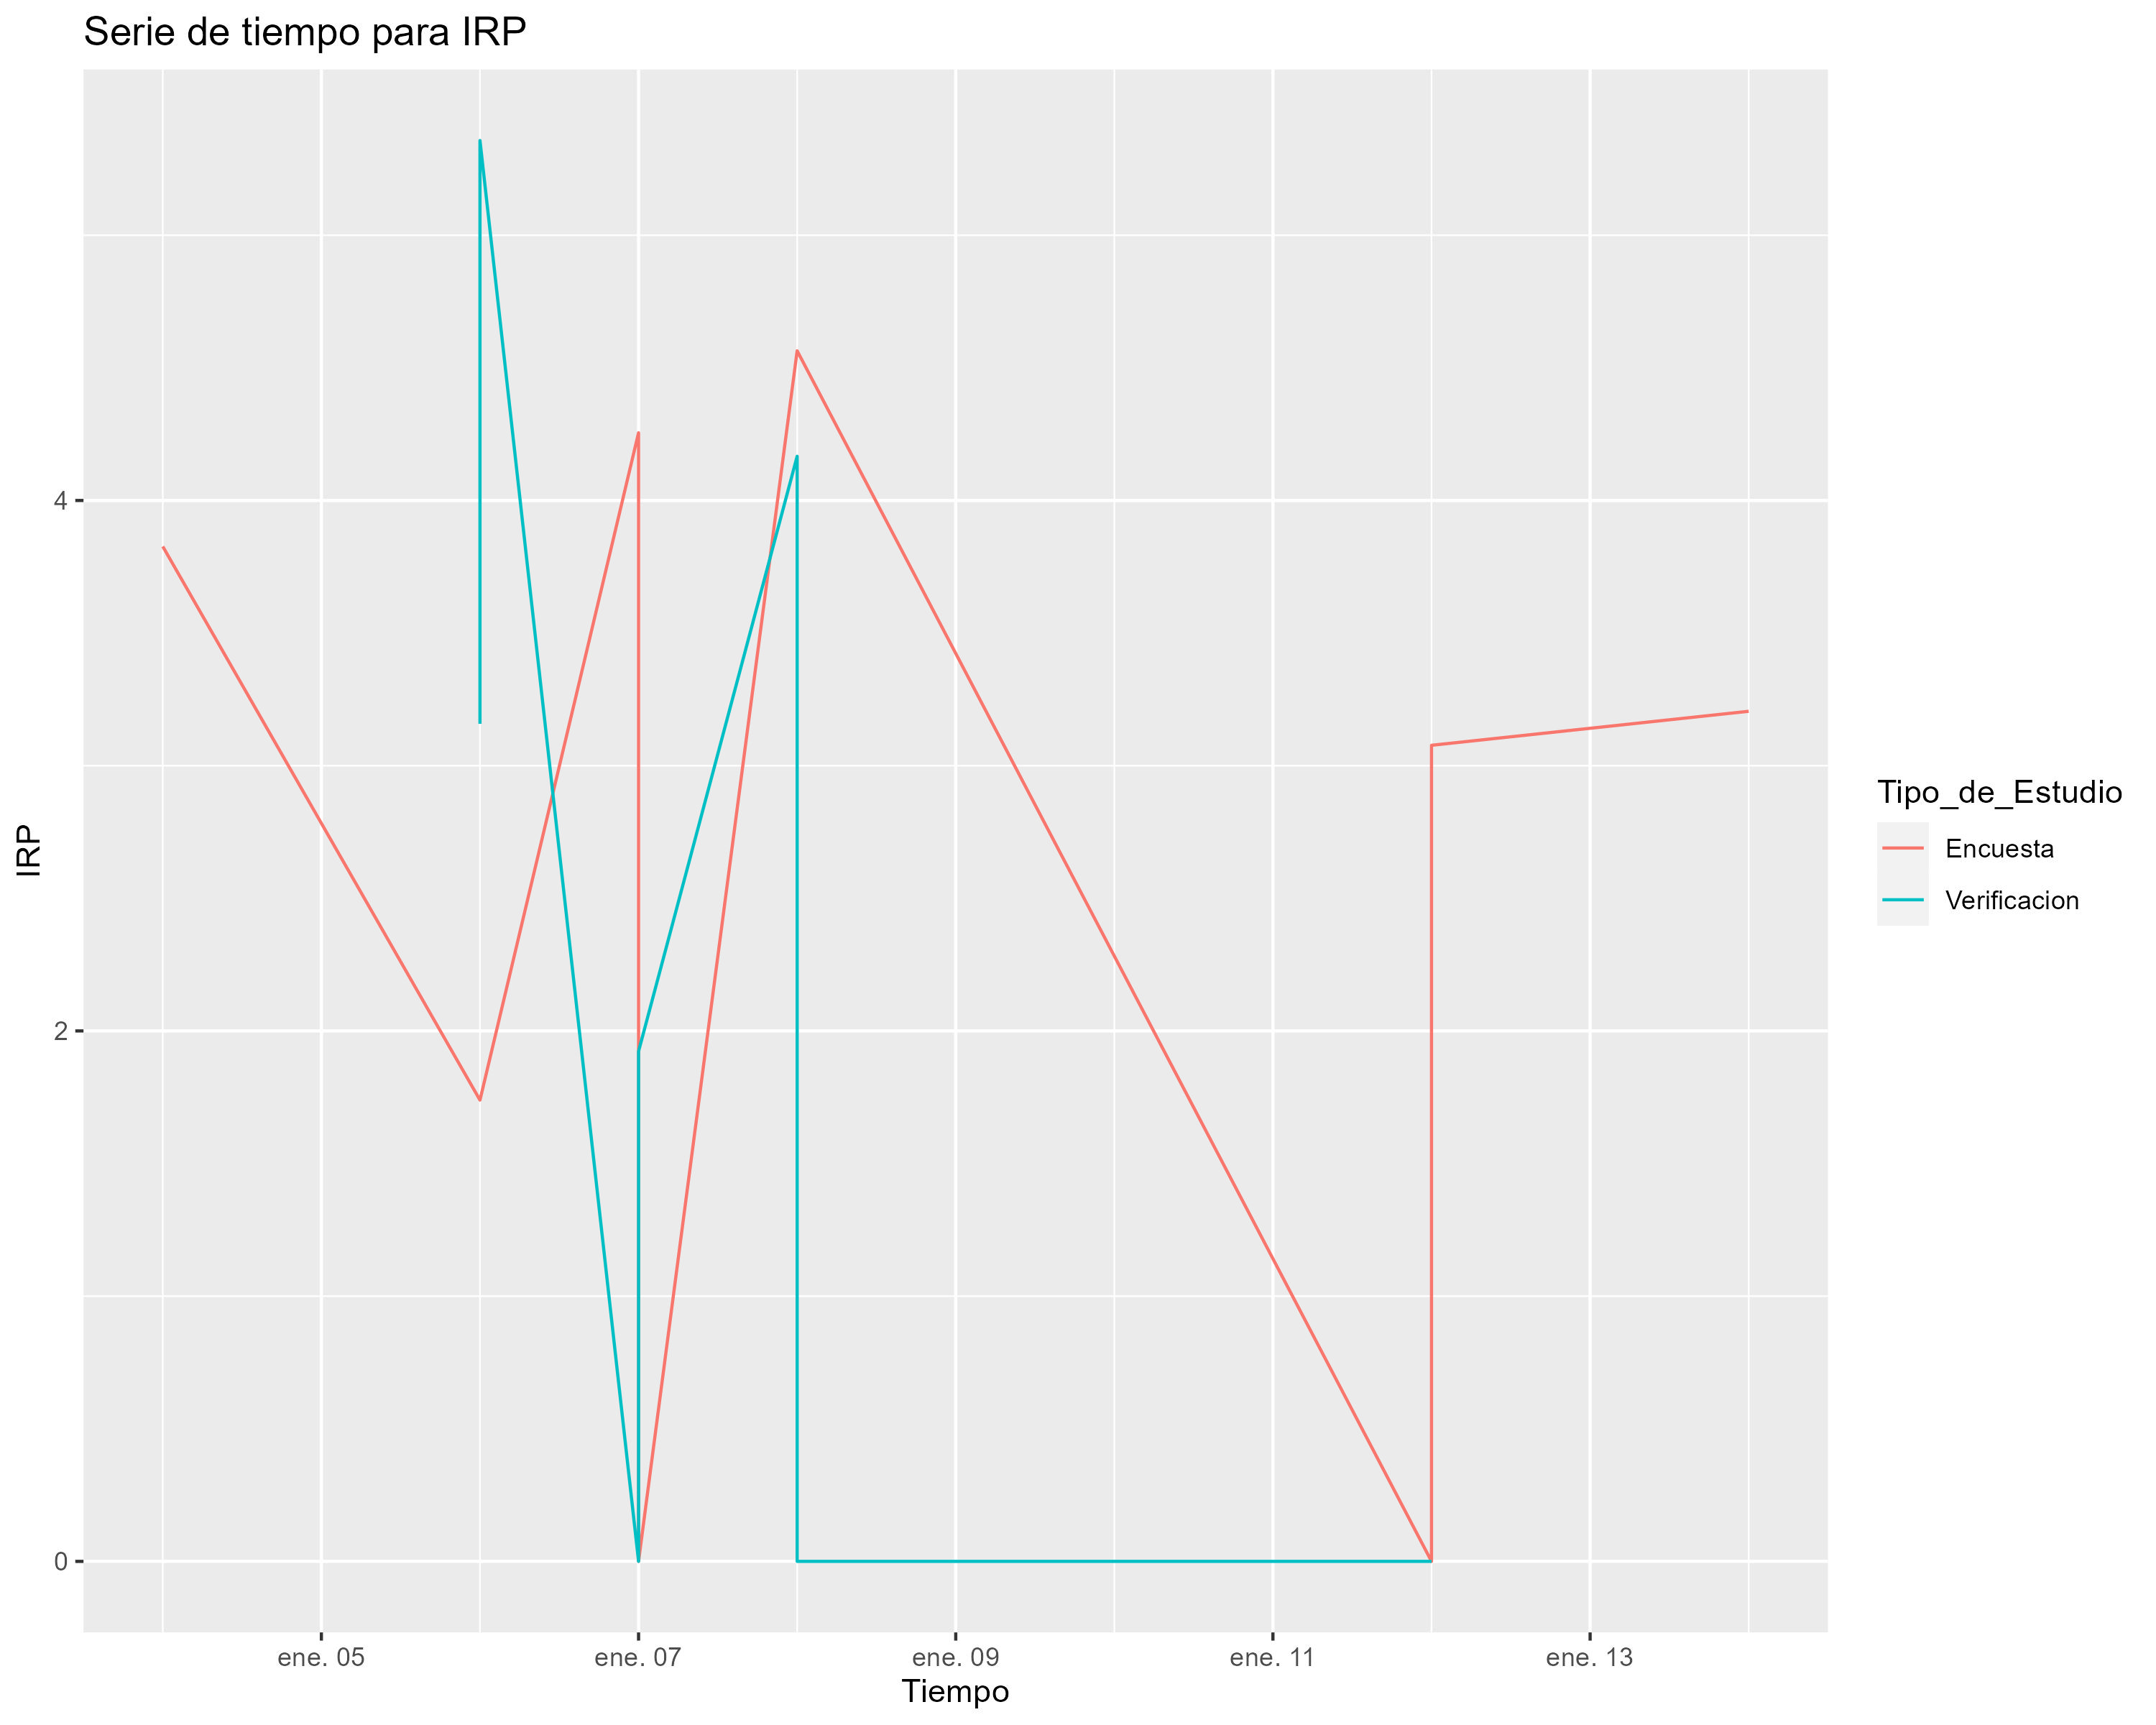 Serie de tiempo para IRP
IRP
4
2
0
ene. 05
ene. 07
ene. 09
ene. 11
ene. 13
Tiempo
Tipo_de_Estudio
Encuesta
Verificacion